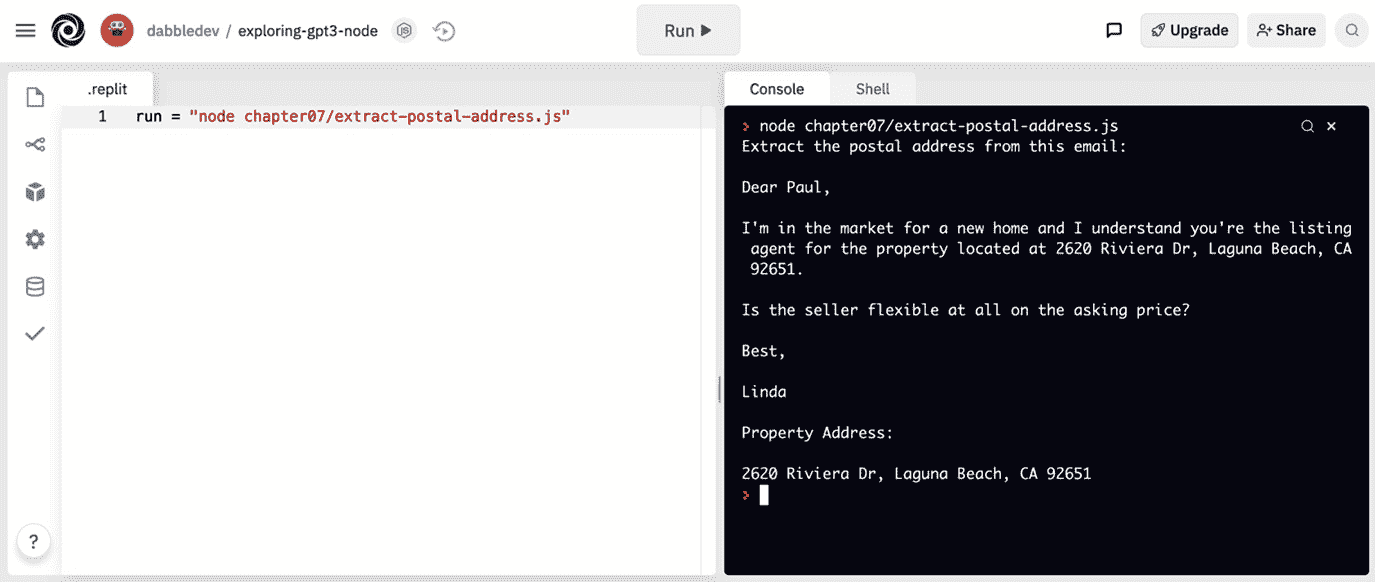 dabbledev / exploring-gpt3-node
Run
Upgrade
Share
.replit
1 run = "node chapter07/extract-postal-address.js"
Console
Shell
node chapter07/extract-postal-address.js
Extract the postal address from this email:
Dear Paul,
I'm in the market for a new home and I understand you're the listing
agent for the property located at 2620 Riviera Dr, Laguna Beach, CA
92651.
Is the seller flexible at all on the asking price?
Best,
Linda
Property Address:
2620 Riviera Dr, Laguna Beach, CA 92651
?